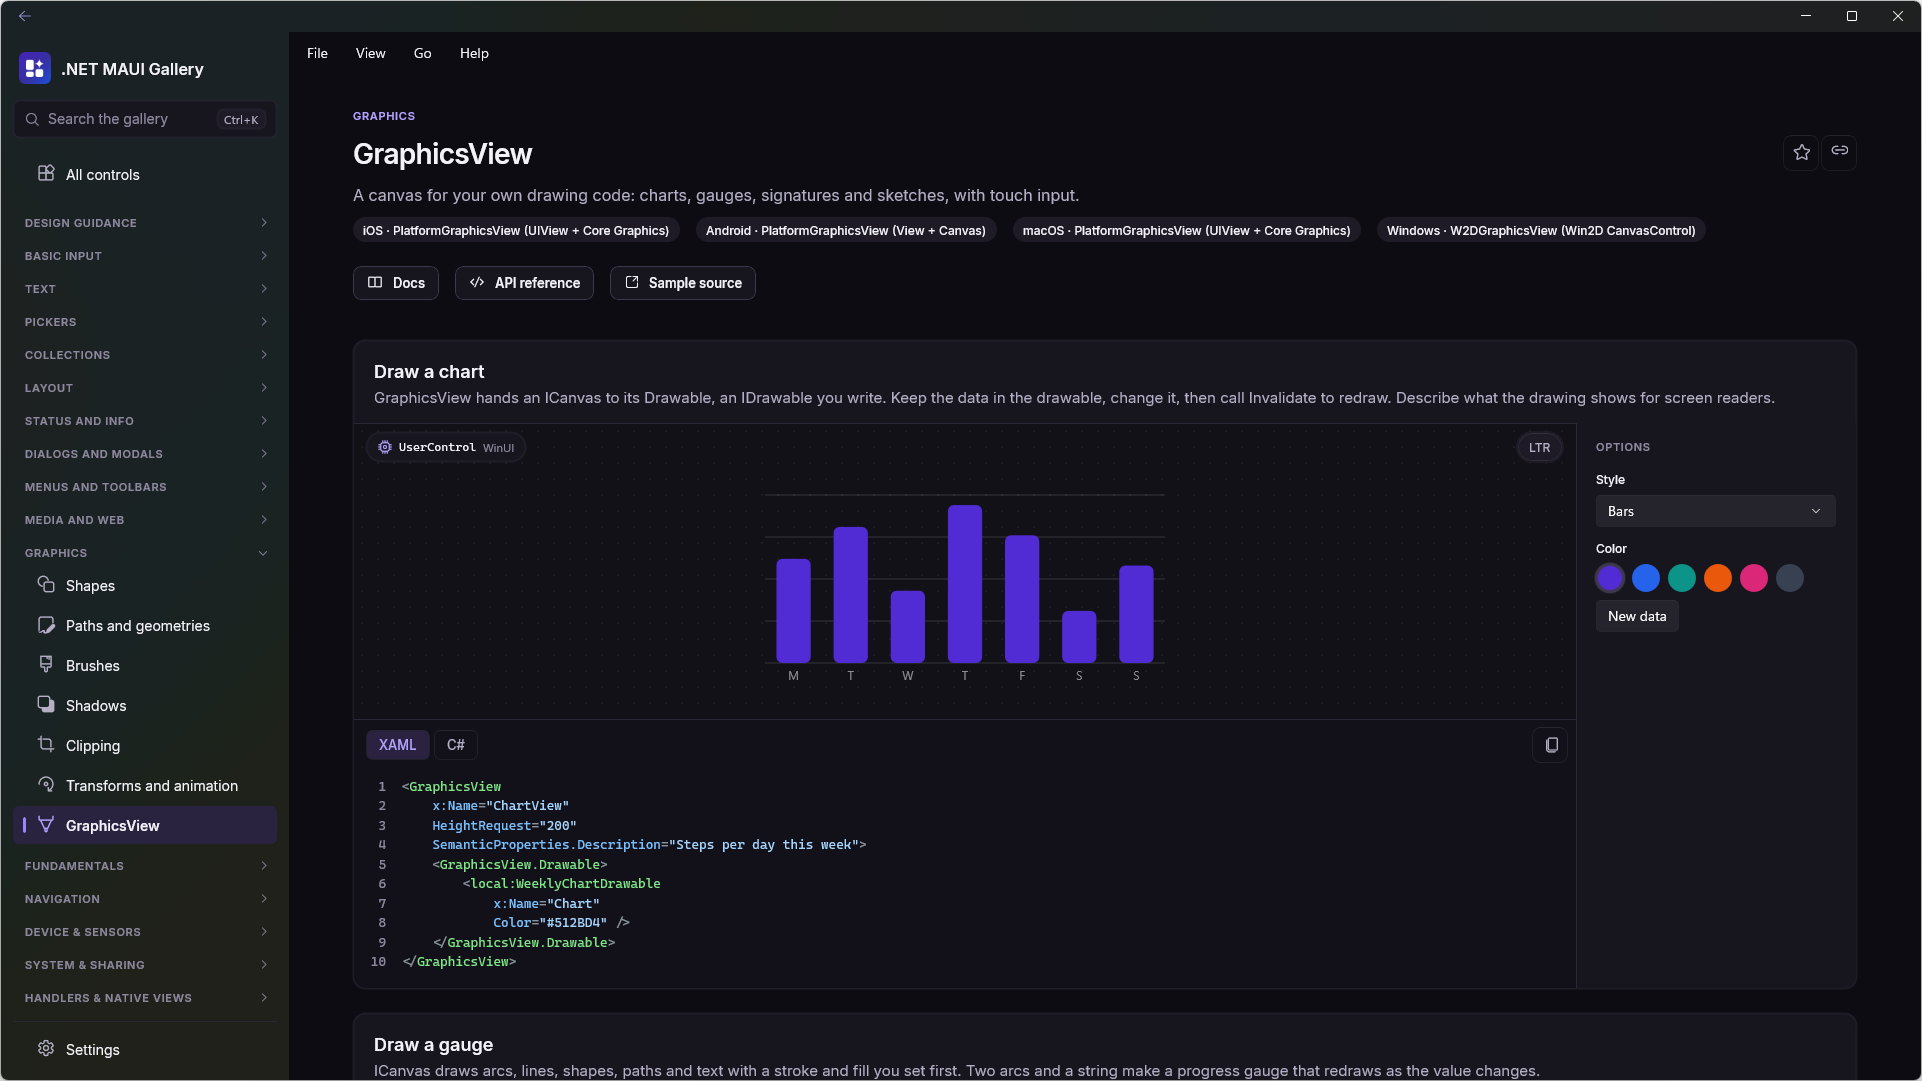 .NET MAUI Gallery
Search the gallery Ctrl+K
All controls
DESIGN GUIDANCE
BASIC INPUT
TEXT
PICKERS
COLLECTIONS
LAYOUT
STATUS AND INFO
DIALOGS AND MODALS
MENUS AND TOOLBARS
MEDIA AND WEB
GRAPHICS
Shapes
Paths and geometries
Brushes
Shadows
Clipping
Transforms and animation
GraphicsView
FUNDAMENTALS
NAVIGATION
DEVICE & SENSORS
SYSTEM & SHARING
HANDLERS & NATIVE VIEWS
Settings
File View Go Help
GRAPHICS
GraphicsView
A canvas for your own drawing code: charts, gauges, signatures and sketches, with touch input.
iOS · PlatformGraphicsView (UIView + Core Graphics) Android · PlatformGraphicsView (View + Canvas) macOS · PlatformGraphicsView (UIView + Core Graphics) Windows · W2DGraphicsView (Win2D CanvasControl)
Docs API reference Sample source
Draw a chart
GraphicsView hands an ICanvas to its Drawable, an IDrawable you write. Keep the data in the drawable, change it, then call Invalidate to redraw. Describe what the drawing shows for screen readers.
UserControl WinUI LTR
M T W T F S S
OPTIONS
Style
Bars
Color
New data
XAML C#
1 <GraphicsView
2 x:Name="ChartView"
3 HeightRequest="200"
4 SemanticProperties.Description="Steps per day this week">
5 <GraphicsView.Drawable>
6 <local:WeeklyChartDrawable
7 x:Name="Chart"
8 Color="#512BD4" />
9 </GraphicsView.Drawable>
10 </GraphicsView>
Draw a gauge
ICanvas draws arcs, lines, shapes, paths and text with a stroke and fill you set first. Two arcs and a string make a progress gauge that redraws as the value changes.